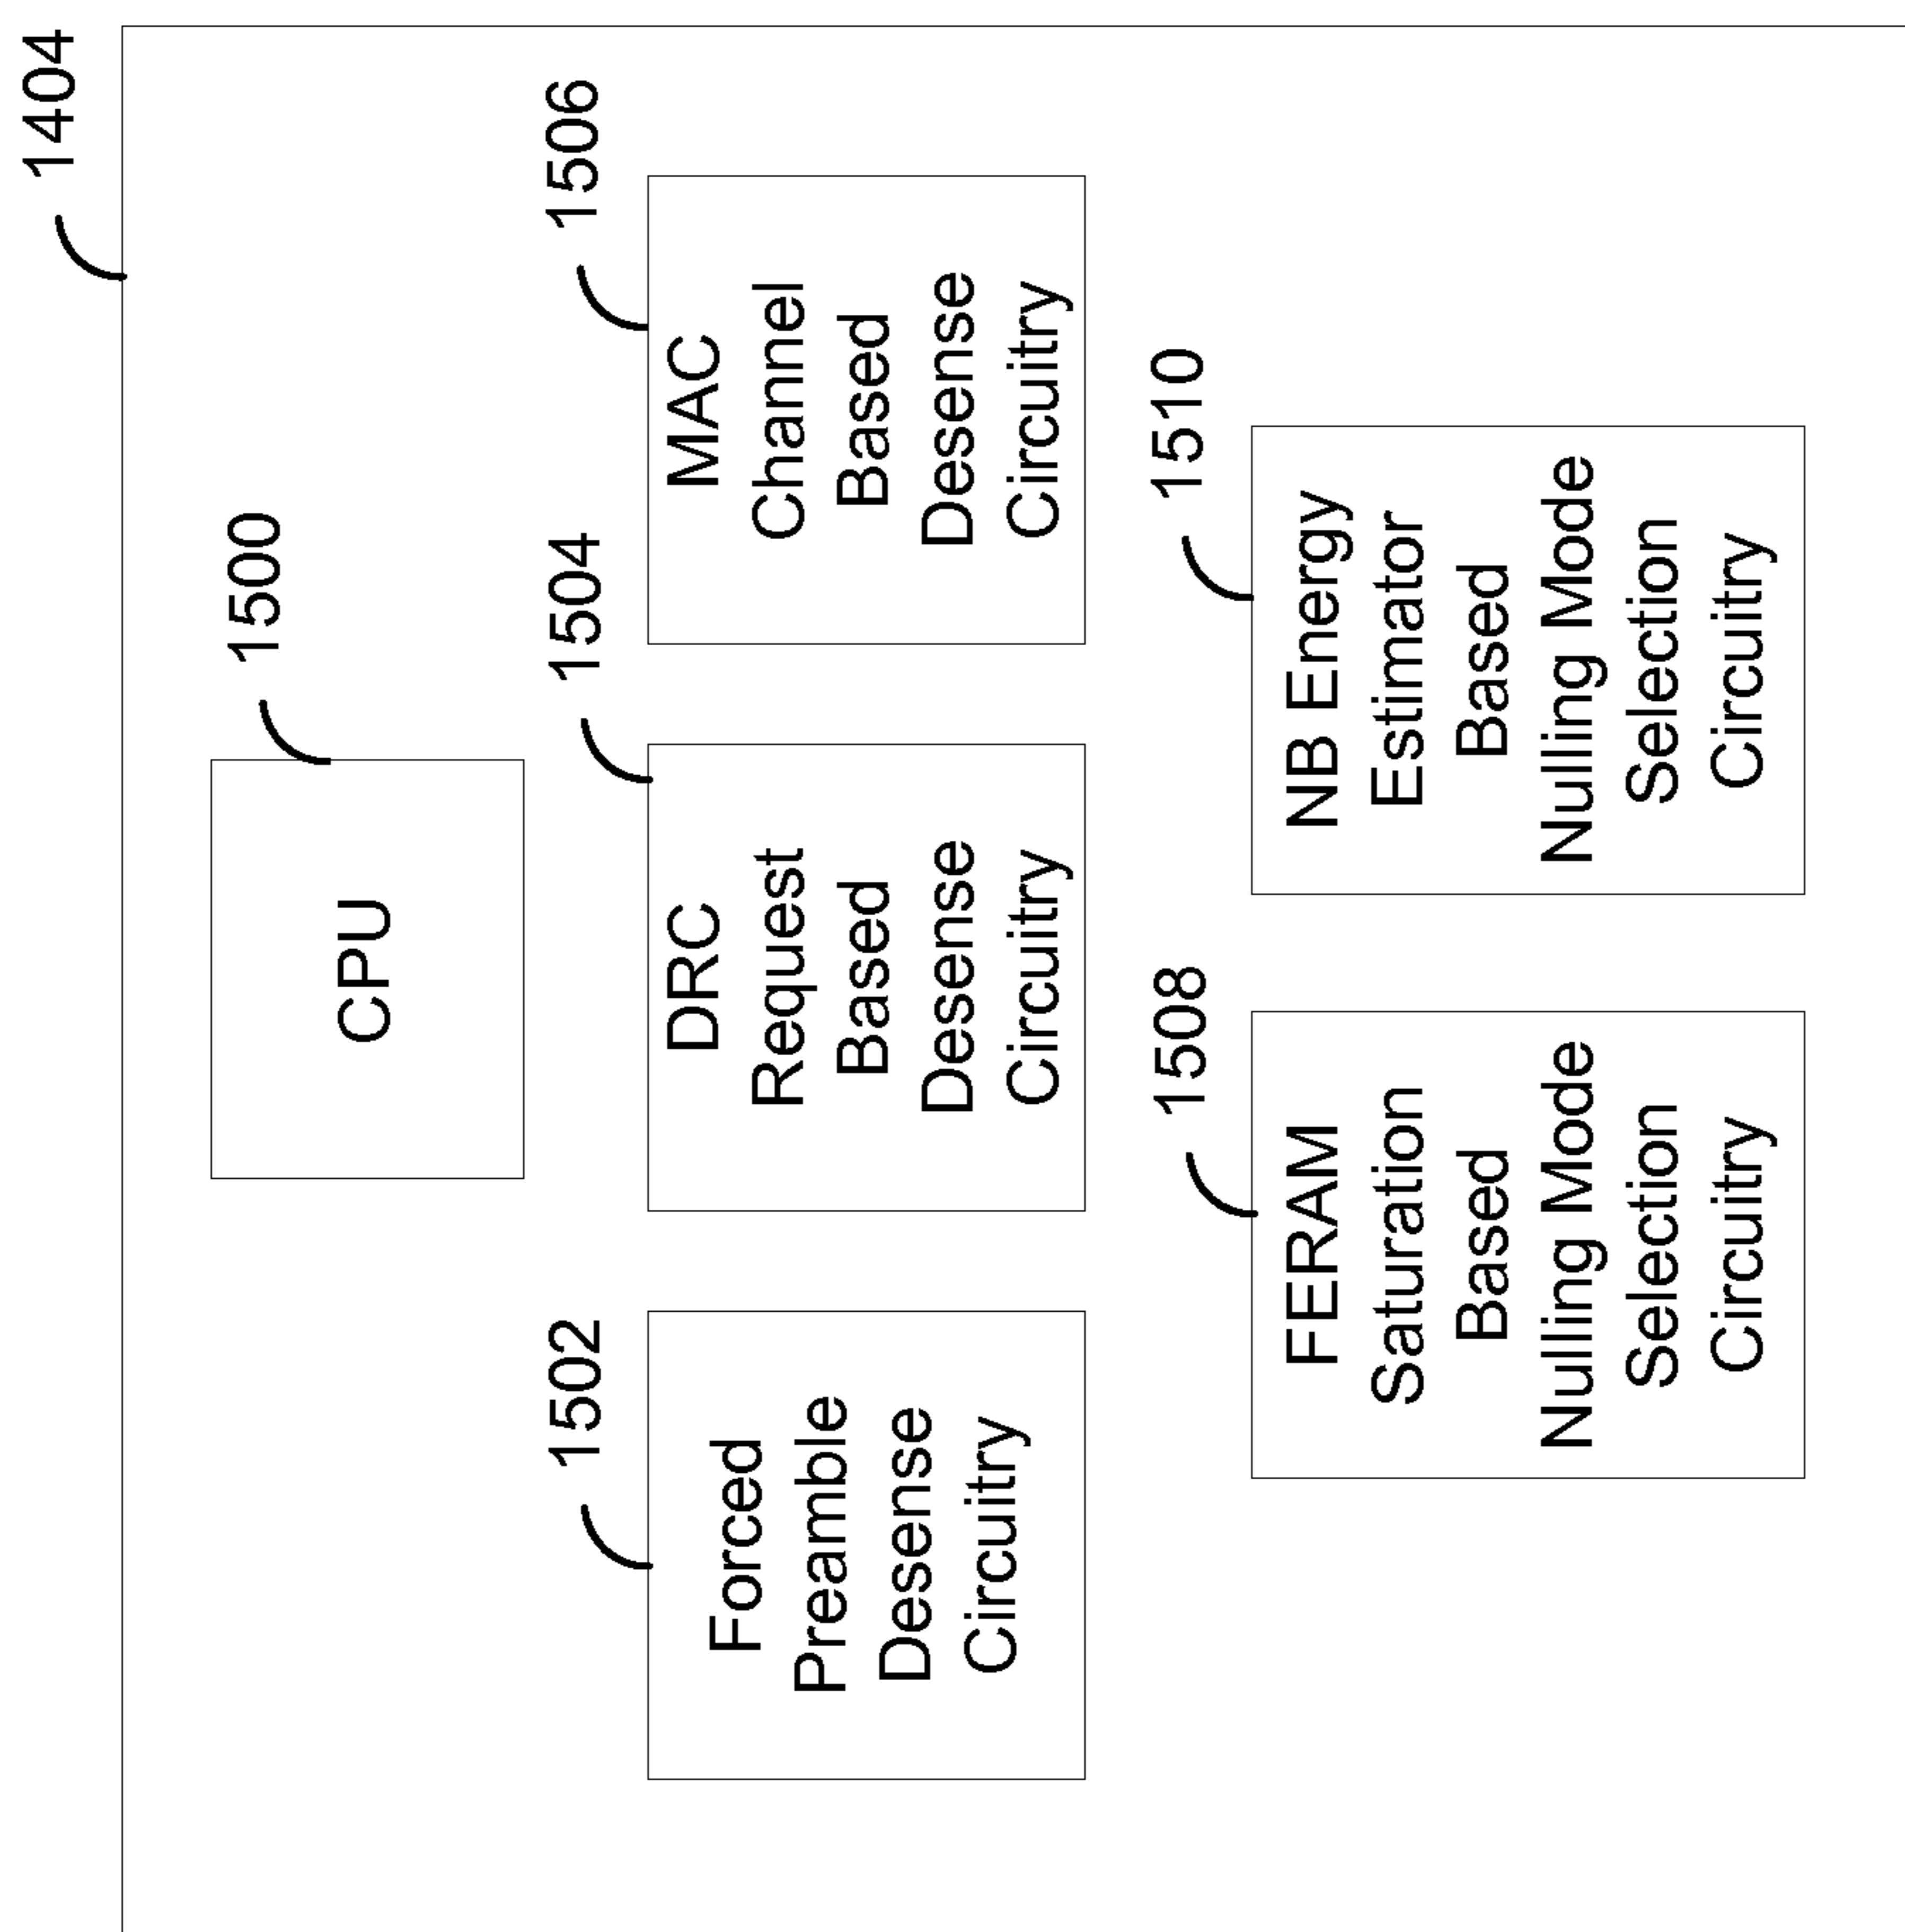 1404
1500
CPU
1502
Forced
Preamble
Desense
Circuitry
1504
DRC
Request
Based
Desense
Circuitry
1506
MAC
Channel
Based
Desense
Circuitry
1508
FERAM
Saturation
Based
Nulling Mode
Selection
Circuitry
1510
NB Energy
Estimator
Based
Nulling Mode
Selection
Circuitry